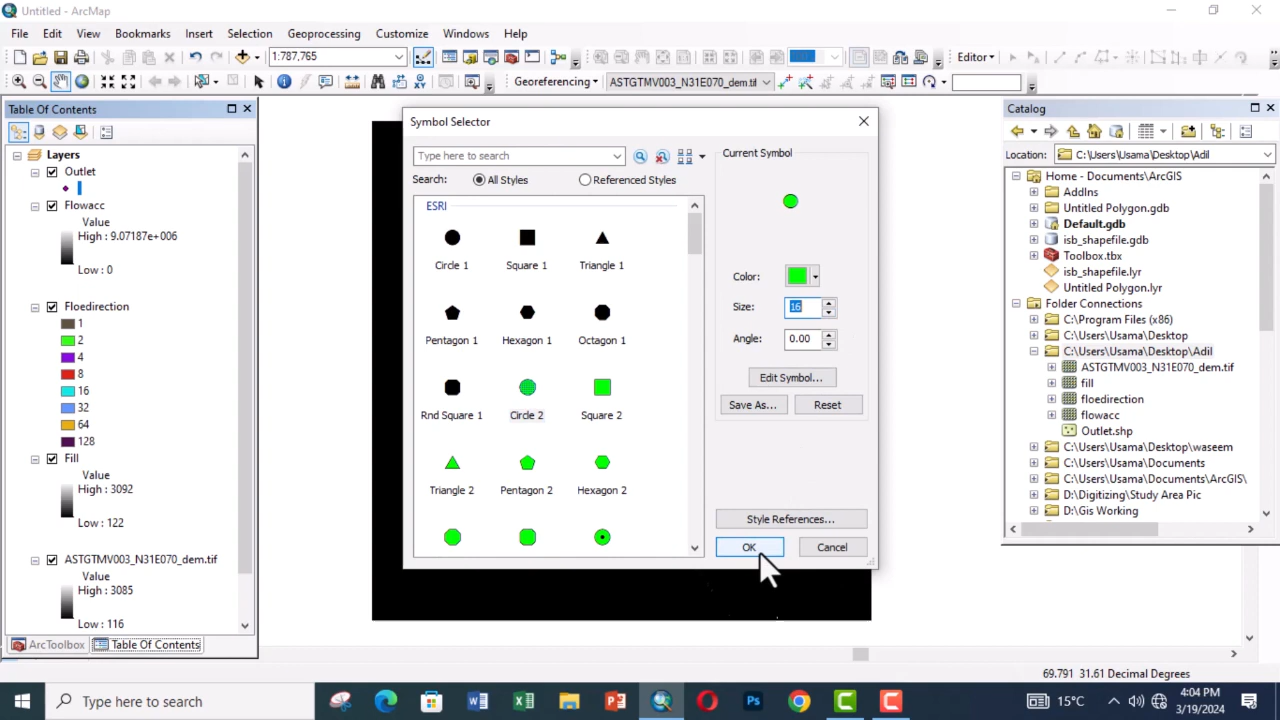 Untitled - ArcMap
File Edit View Bookmarks Insert Selection Geoprocessing Customize Windows Help
1:787.765
Editor
Georeferencing
ASTGTMV003_N31E070_dem.tif
Table Of Contents
Layers
Outlet
Flowacc
Value
High : 9.07187e+006
Low : 0
Floedirection
1
2
4
8
16
32
64
128
Fill
Value
High : 3092
Low : 122
ASTGTMV003_N31E070_dem.tif
Value
High : 3085
Low : 116
ArcToolbox
Table Of Contents
Symbol Selector
Type here to search
Search: All Styles Referenced Styles
ESRI
Circle 1 Square 1 Triangle 1
Pentagon 1 Hexagon 1 Octagon 1
Rnd Square 1 Circle 2 Square 2
Triangle 2 Pentagon 2 Hexagon 2
Current Symbol
Color:
Size: 16
Angle: 0.00
Edit Symbol...
Save As... Reset
Style References...
OK Cancel
Catalog
Location: C:\Users\Usama\Desktop\Adil
Home - Documents\ArcGIS
AddIns
Untitled Polygon.gdb
Default.gdb
isb_shapefile.gdb
Toolbox.tbx
isb_shapefile.lyr
Untitled Polygon.lyr
Folder Connections
C:\Program Files (x86)
C:\Users\Usama\Desktop
C:\Users\Usama\Desktop\Adil
ASTGTMV003_N31E070_dem.tif
fill
floedirection
flowacc
Outlet.shp
C:\Users\Usama\Desktop\waseem
C:\Users\Usama\Documents
C:\Users\Usama\Documents\ArcGIS\
D:\Digitizing\Study Area Pic
D:\Gis Working
69.791 31.61 Decimal Degrees
Type here to search
15°C
4:04 PM
3/19/2024